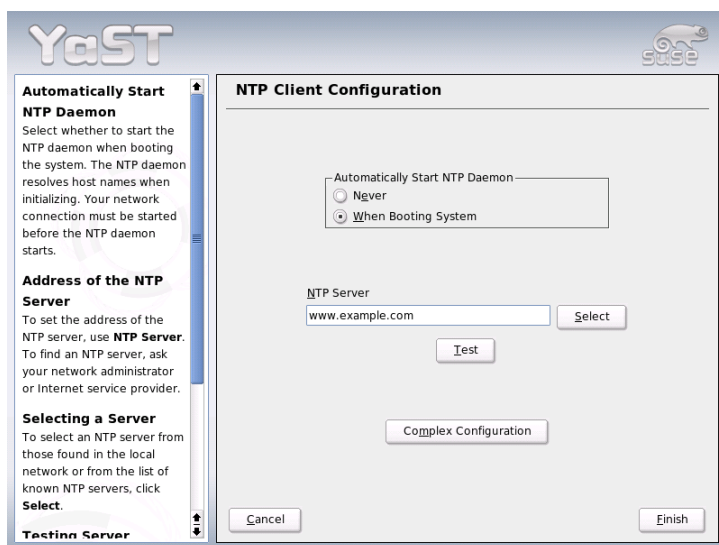 YaST
SUSE
Automatically Start
NTP Daemon
Select whether to start the
NTP daemon when booting
the system. The NTP daemon
resolves host names when
initializing. Your network
connection must be started
before the NTP daemon
starts.
Address of the NTP
Server
To set the address of the
NTP server, use NTP Server.
To find an NTP server, ask
your network administrator
or Internet service provider.
Selecting a Server
To select an NTP server from
those found in the local
network or from the list of
known NTP servers, click
Select.
Testing Server
NTP Client Configuration
Automatically Start NTP Daemon
Never
When Booting System
NTP Server
www.example.com
Select
Test
Complex Configuration
Cancel
Finish